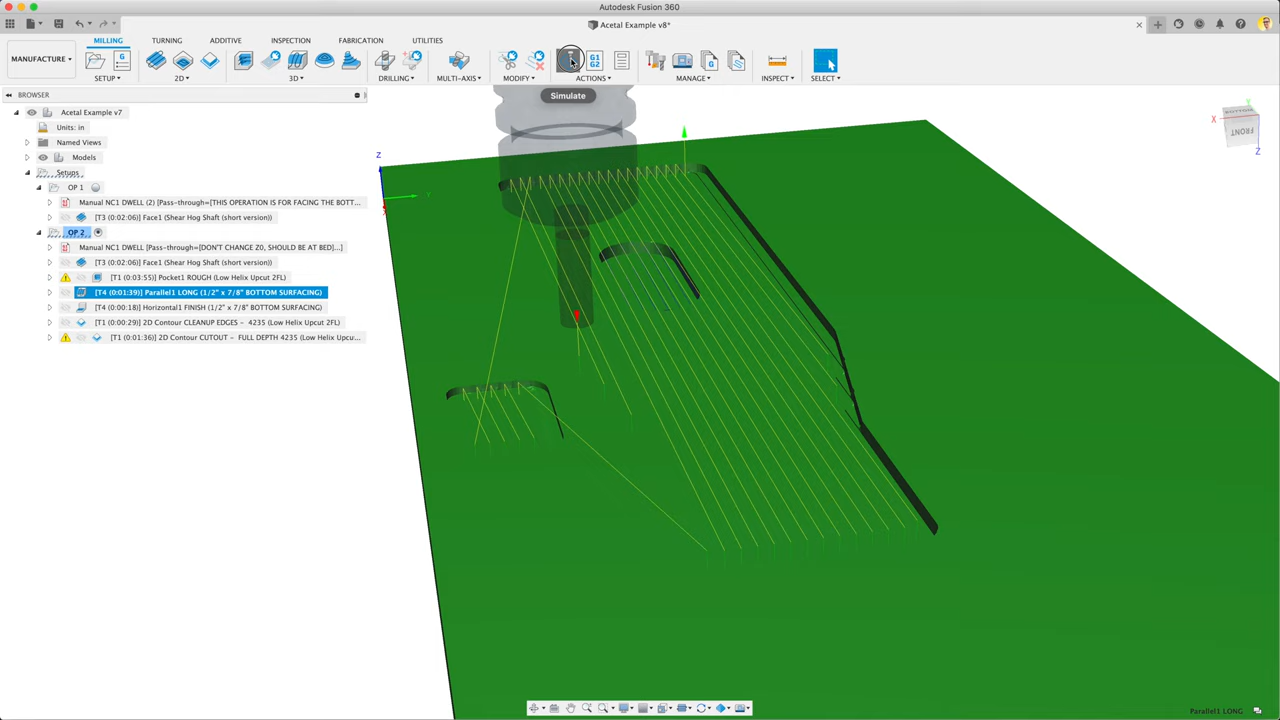 Autodesk Fusion 360
Acetal Example v8*
MANUFACTURE
MILLING TURNING ADDITIVE INSPECTION FABRICATION UTILITIES
G1
G2
SETUP 2D 3D DRILLING MULTI-AXIS MODIFY ACTIONS MANAGE INSPECT SELECT
Simulate
BROWSER
Acetal Example v7
Units: in
Named Views
Models
Setups
OP 1
Manual NC1 DWELL (2) [Pass-through=[THIS OPERATION IS FOR FACING THE BOTT...
[T3 (0:02:06)] Face1 (Shear Hog Shaft (short version))
OP 2
Manual NC1 DWELL [Pass-through=[DON'T CHANGE Z0, SHOULD BE AT BED]...]
[T3 (0:02:06)] Face1 (Shear Hog Shaft (short version))
[T1 (0:03:55)] Pocket1 ROUGH (Low Helix Upcut 2FL)
[T4 (0:01:39)] Parallel1 LONG (1/2" x 7/8" BOTTOM SURFACING)
[T4 (0:00:18)] Horizontal1 FINISH (1/2" x 7/8" BOTTOM SURFACING)
[T1 (0:00:29)] 2D Contour CLEANUP EDGES - 4235 (Low Helix Upcut 2FL)
[T1 (0:01:36)] 2D Contour CUTOUT - FULL DEPTH 4235 (Low Helix Upcu...
Z
Y
X
FRONT
Z
Parallel1 LONG